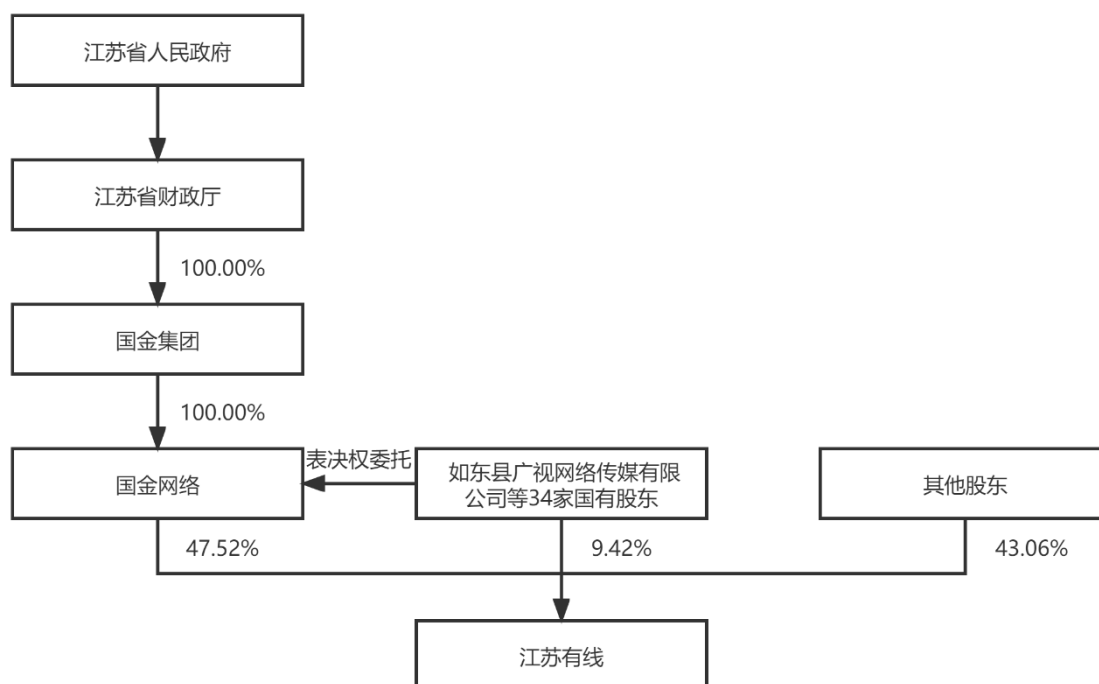 江苏省人民政府
江苏省财政厅
100.00%
国金集团
100.00%
国金网络
表决权委托
如东县广视网络传媒有限
公司等34家国有股东
其他股东
47.52%
9.42%
43.06%
江苏有线